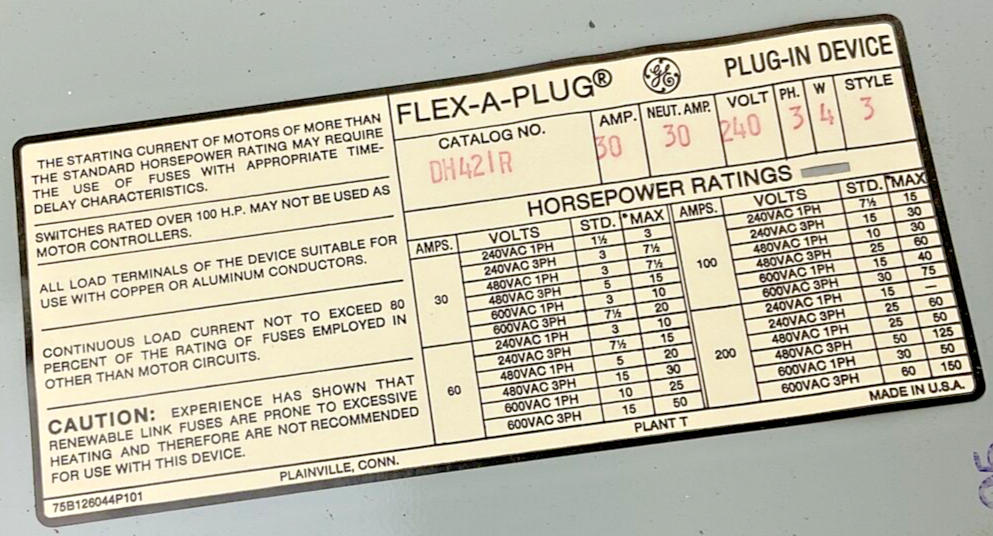 THE STARTING CURRENT OF MOTORS OF MORE THAN
THE STANDARD HORSEPOWER RATING MAY REQUIRE
THE USE OF FUSES WITH APPROPRIATE TIME-
DELAY CHARACTERISTICS.
SWITCHES RATED OVER 100 H.P. MAY NOT BE USED AS
MOTOR CONTROLLERS.
ALL LOAD TERMINALS OF THE DEVICE SUITABLE FOR
USE WITH COPPER OR ALUMINUM CONDUCTORS.
CONTINUOUS LOAD CURRENT NOT TO EXCEED 80
PERCENT OF THE RATING OF FUSES EMPLOYED IN
OTHER THAN MOTOR CIRCUITS.
CAUTION: EXPERIENCE HAS SHOWN THAT
RENEWABLE LINK FUSES ARE PRONE TO EXCESSIVE
HEATING AND THEREFORE ARE NOT RECOMMENDED
FOR USE WITH THIS DEVICE.
FLEX-A-PLUG® GE PLUG-IN DEVICE
CATALOG NO. AMP. NEUT. AMP. VOLT PH. W STYLE
DH421R 30 30 240 3 4 3
HORSEPOWER RATINGS
AMPS. VOLTS STD. *MAX
30 240VAC 1PH 1½ 3
240VAC 3PH 3 7½
480VAC 1PH 3 7½
480VAC 3PH 5 15
600VAC 1PH 3 10
600VAC 3PH 7½ 20
60 240VAC 1PH 3 10
240VAC 3PH 7½ 15
480VAC 1PH 5 20
480VAC 3PH 15 30
600VAC 1PH 10 25
600VAC 3PH 15 50
AMPS. VOLTS STD. *MAX
100 240VAC 1PH 7½ 15
240VAC 3PH 15 30
480VAC 1PH 10 30
480VAC 3PH 25 60
600VAC 1PH 15 40
600VAC 3PH 30 75
200 240VAC 1PH 15 —
240VAC 3PH 25 60
480VAC 1PH 25 50
480VAC 3PH 50 125
600VAC 1PH 30 50
600VAC 3PH 60 150
75B126044P101 PLAINVILLE, CONN. PLANT T MADE IN U.S.A.